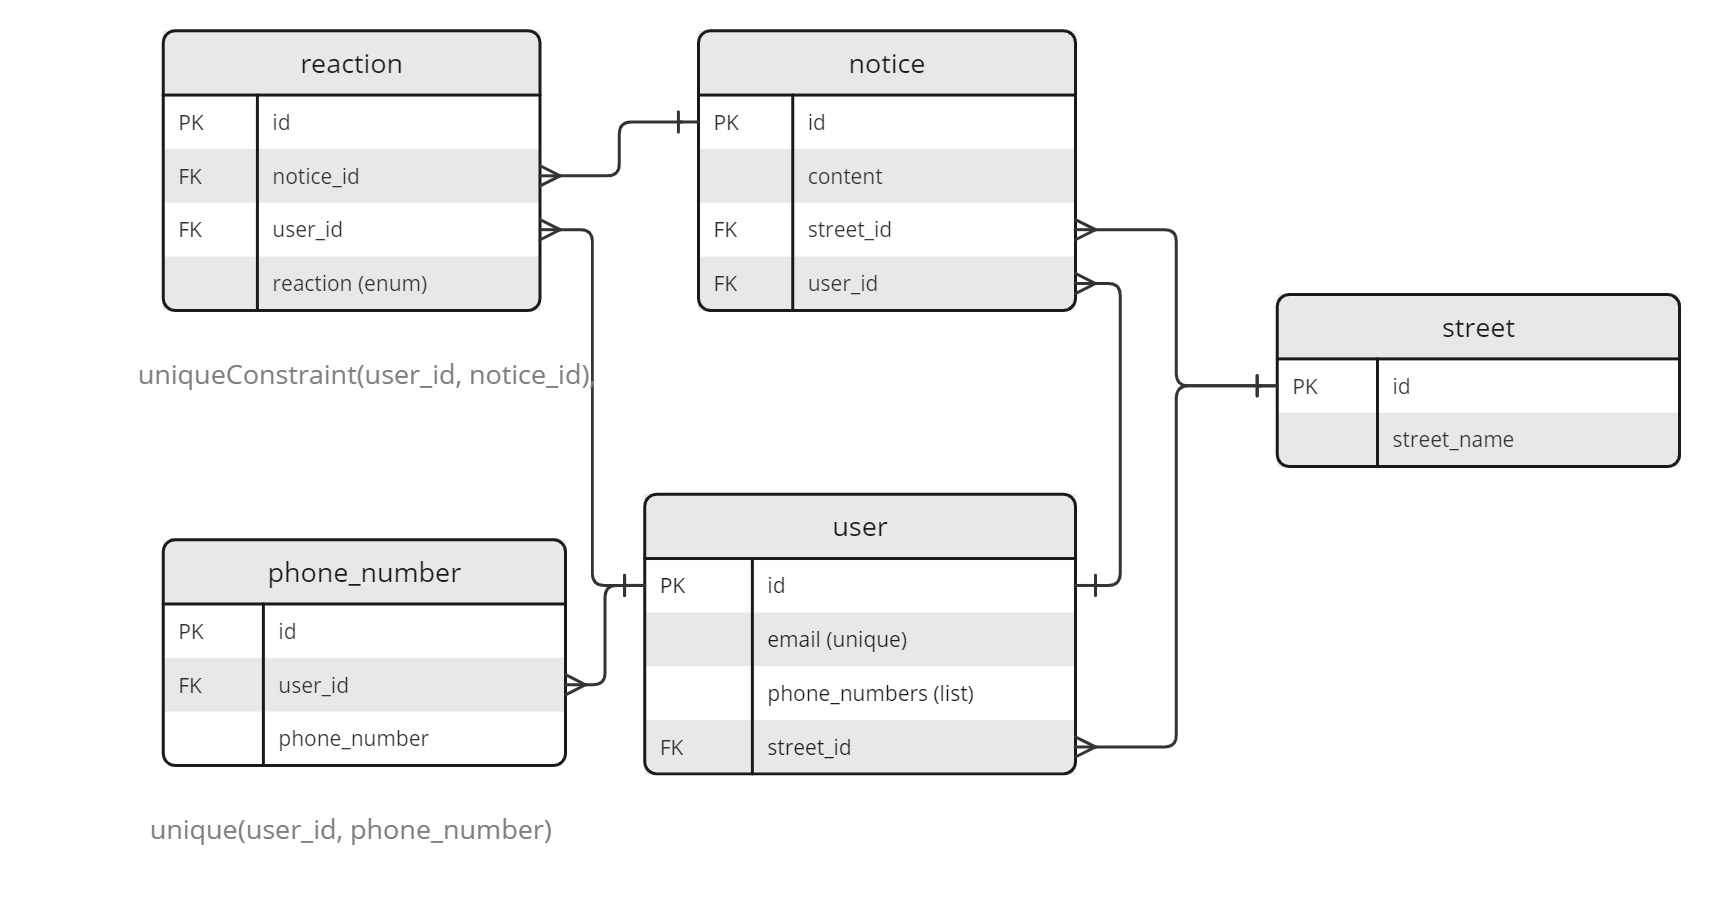 reaction
PK id
FK notice_id
FK user_id
reaction (enum)
uniqueConstraint(user_id, notice_id),
notice
PK id
content
FK street_id
FK user_id
street
PK id
street_name
phone_number
PK id
FK user_id
phone_number
unique(user_id, phone_number)
user
PK id
email (unique)
phone_numbers (list)
FK street_id